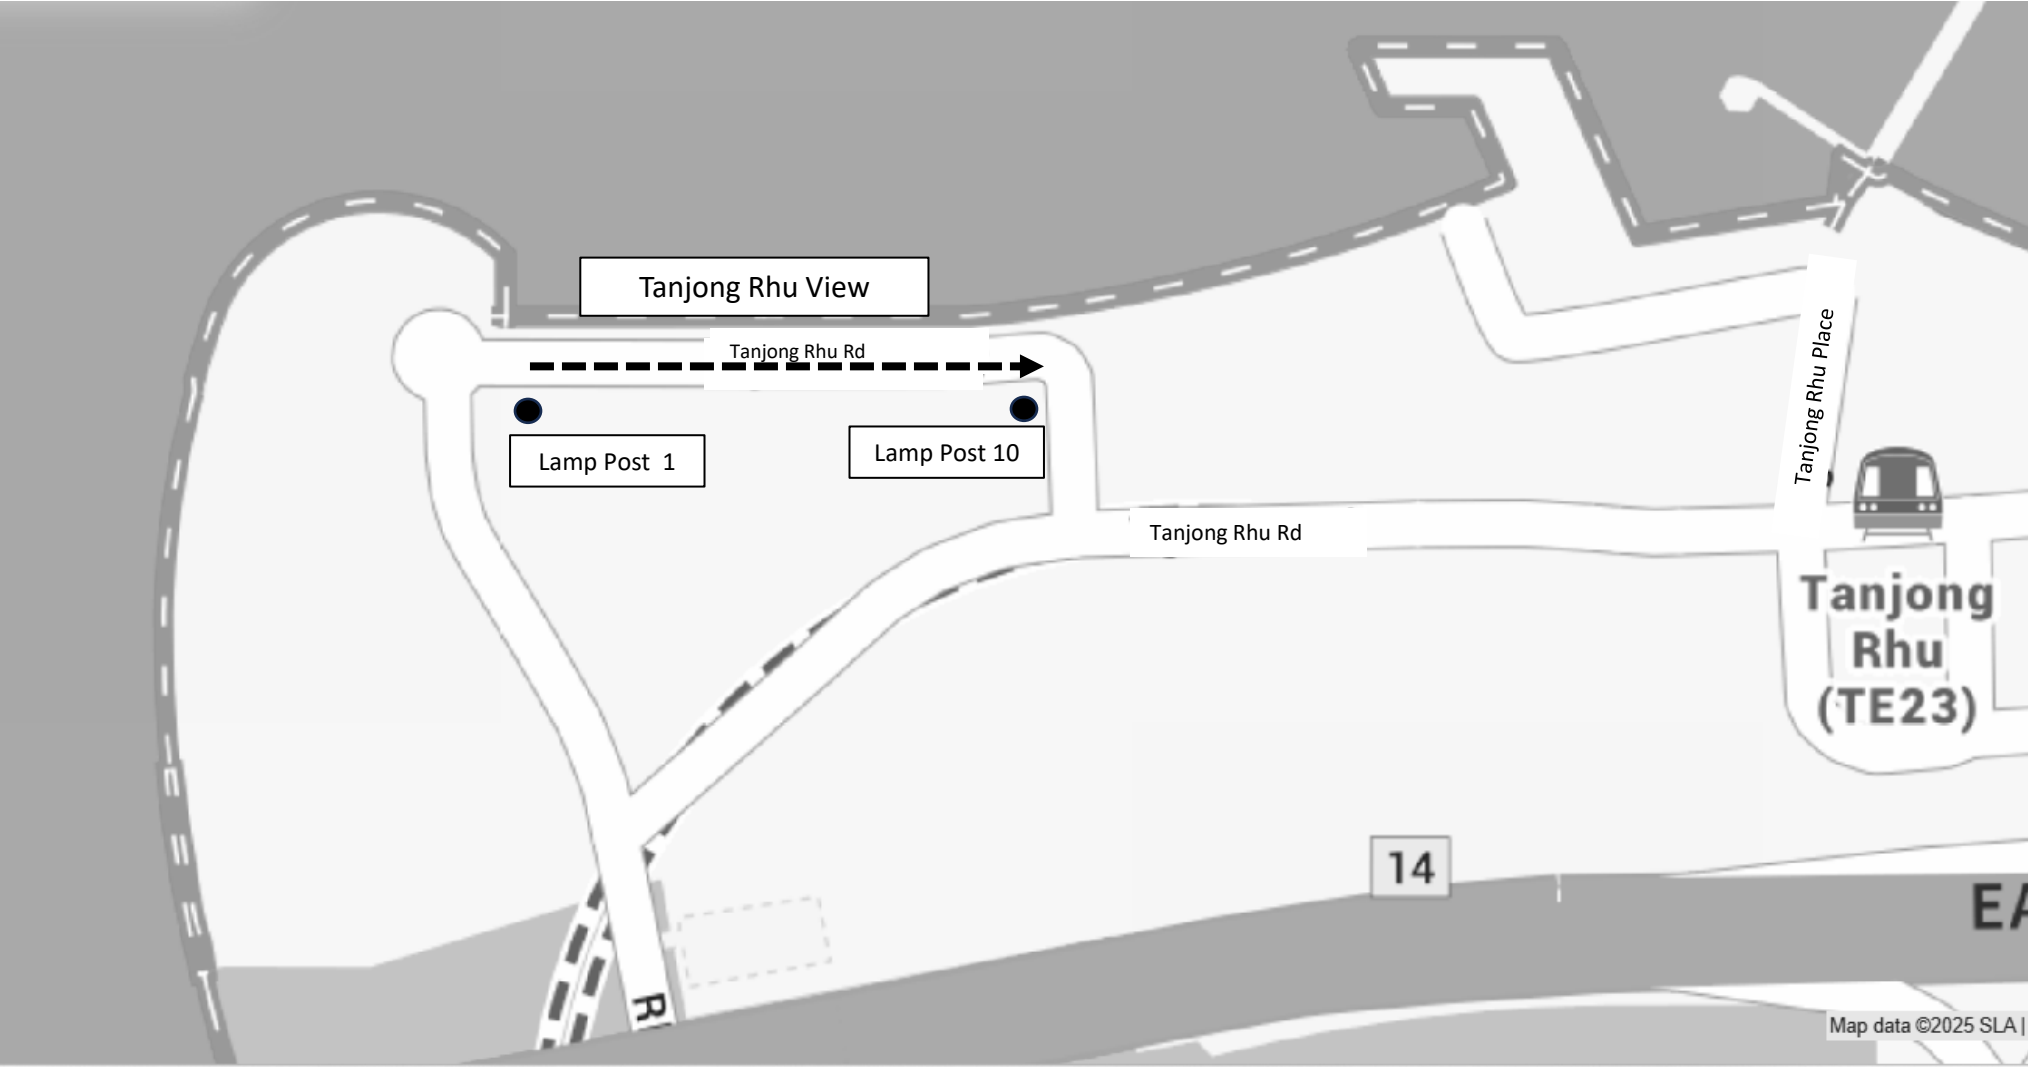 Tanjong Rhu View
Tanjong Rhu Rd
Lamp Post 1
Lamp Post 10
Tanjong Rhu Place
Tanjong Rhu Rd
Tanjong
Rhu
(TE23)
14
EA
R
Map data ©2025 SLA |